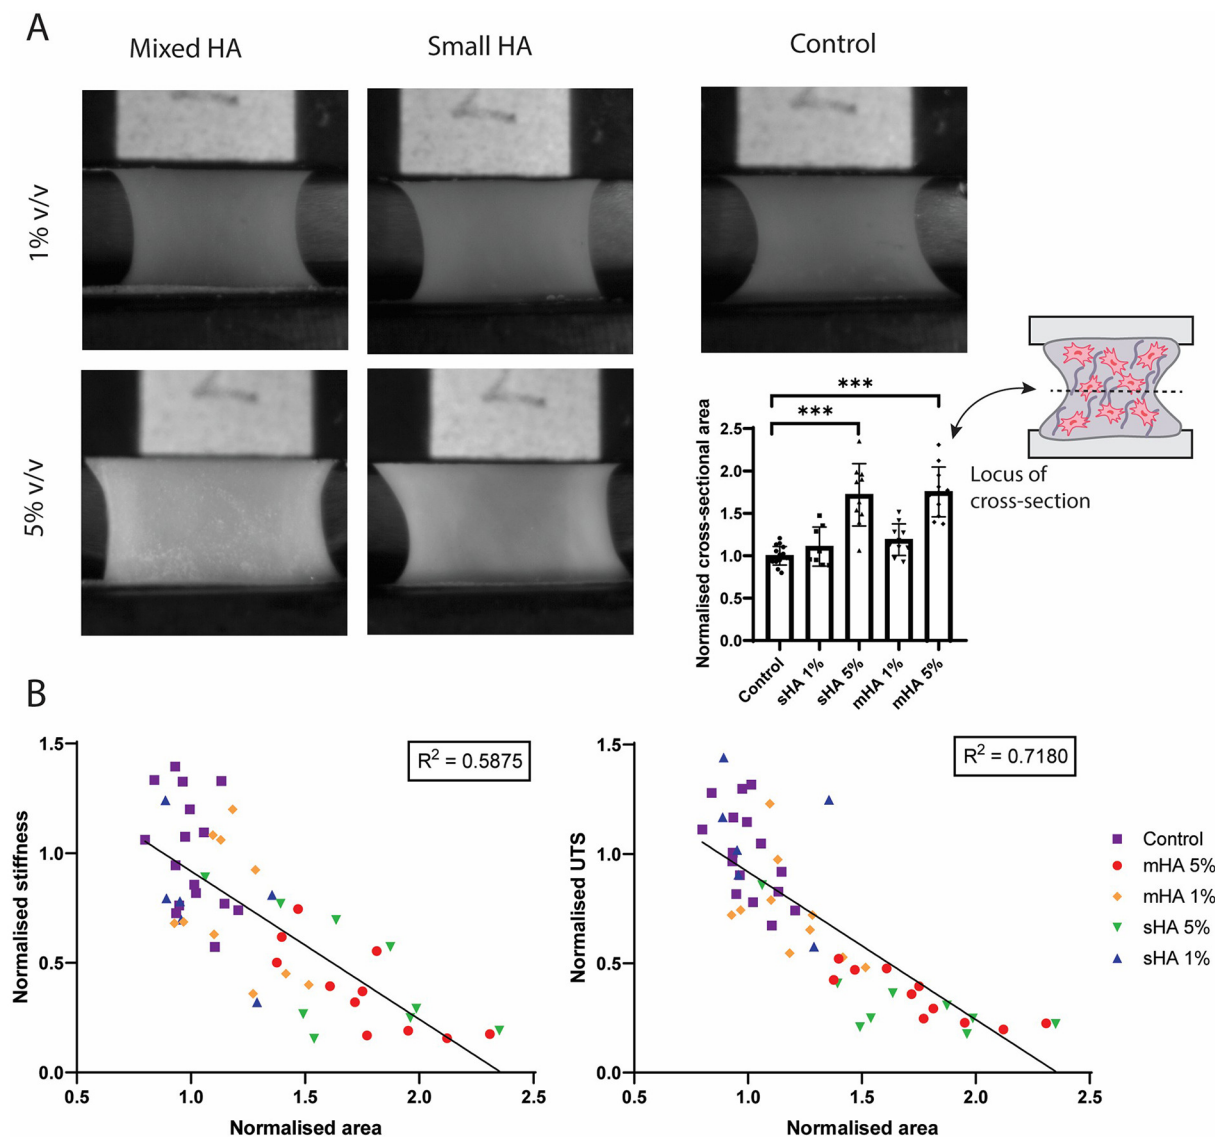 A
Mixed HA
Small HA
Control
1% v/v
5% v/v
***
***
Normalised cross-sectional area
2.5
2.0
1.5
1.0
0.5
0.0
Control
sHA 1%
sHA 5%
mHA 1%
mHA 5%
Locus of
cross-section
B
Normalised stiffness
1.5
1.0
0.5
0.0
0.5
1.0
1.5
2.0
2.5
Normalised area
R² = 0.5875
Normalised UTS
1.5
1.0
0.5
0.0
0.5
1.0
1.5
2.0
2.5
Normalised area
R² = 0.7180
Control
mHA 5%
mHA 1%
sHA 5%
sHA 1%